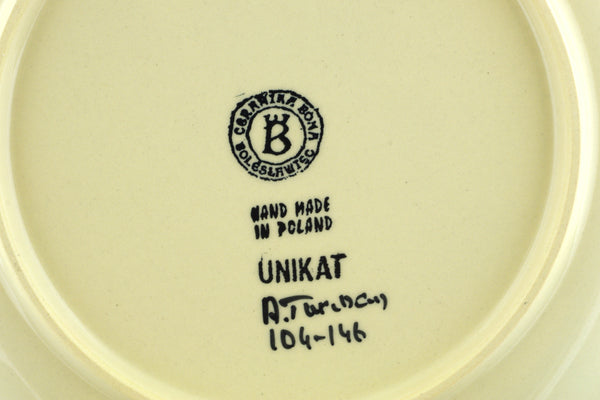 CERAMIKA BONA
B
BOLESŁAWIEC
HAND MADE
IN POLAND
UNIKAT
104-146